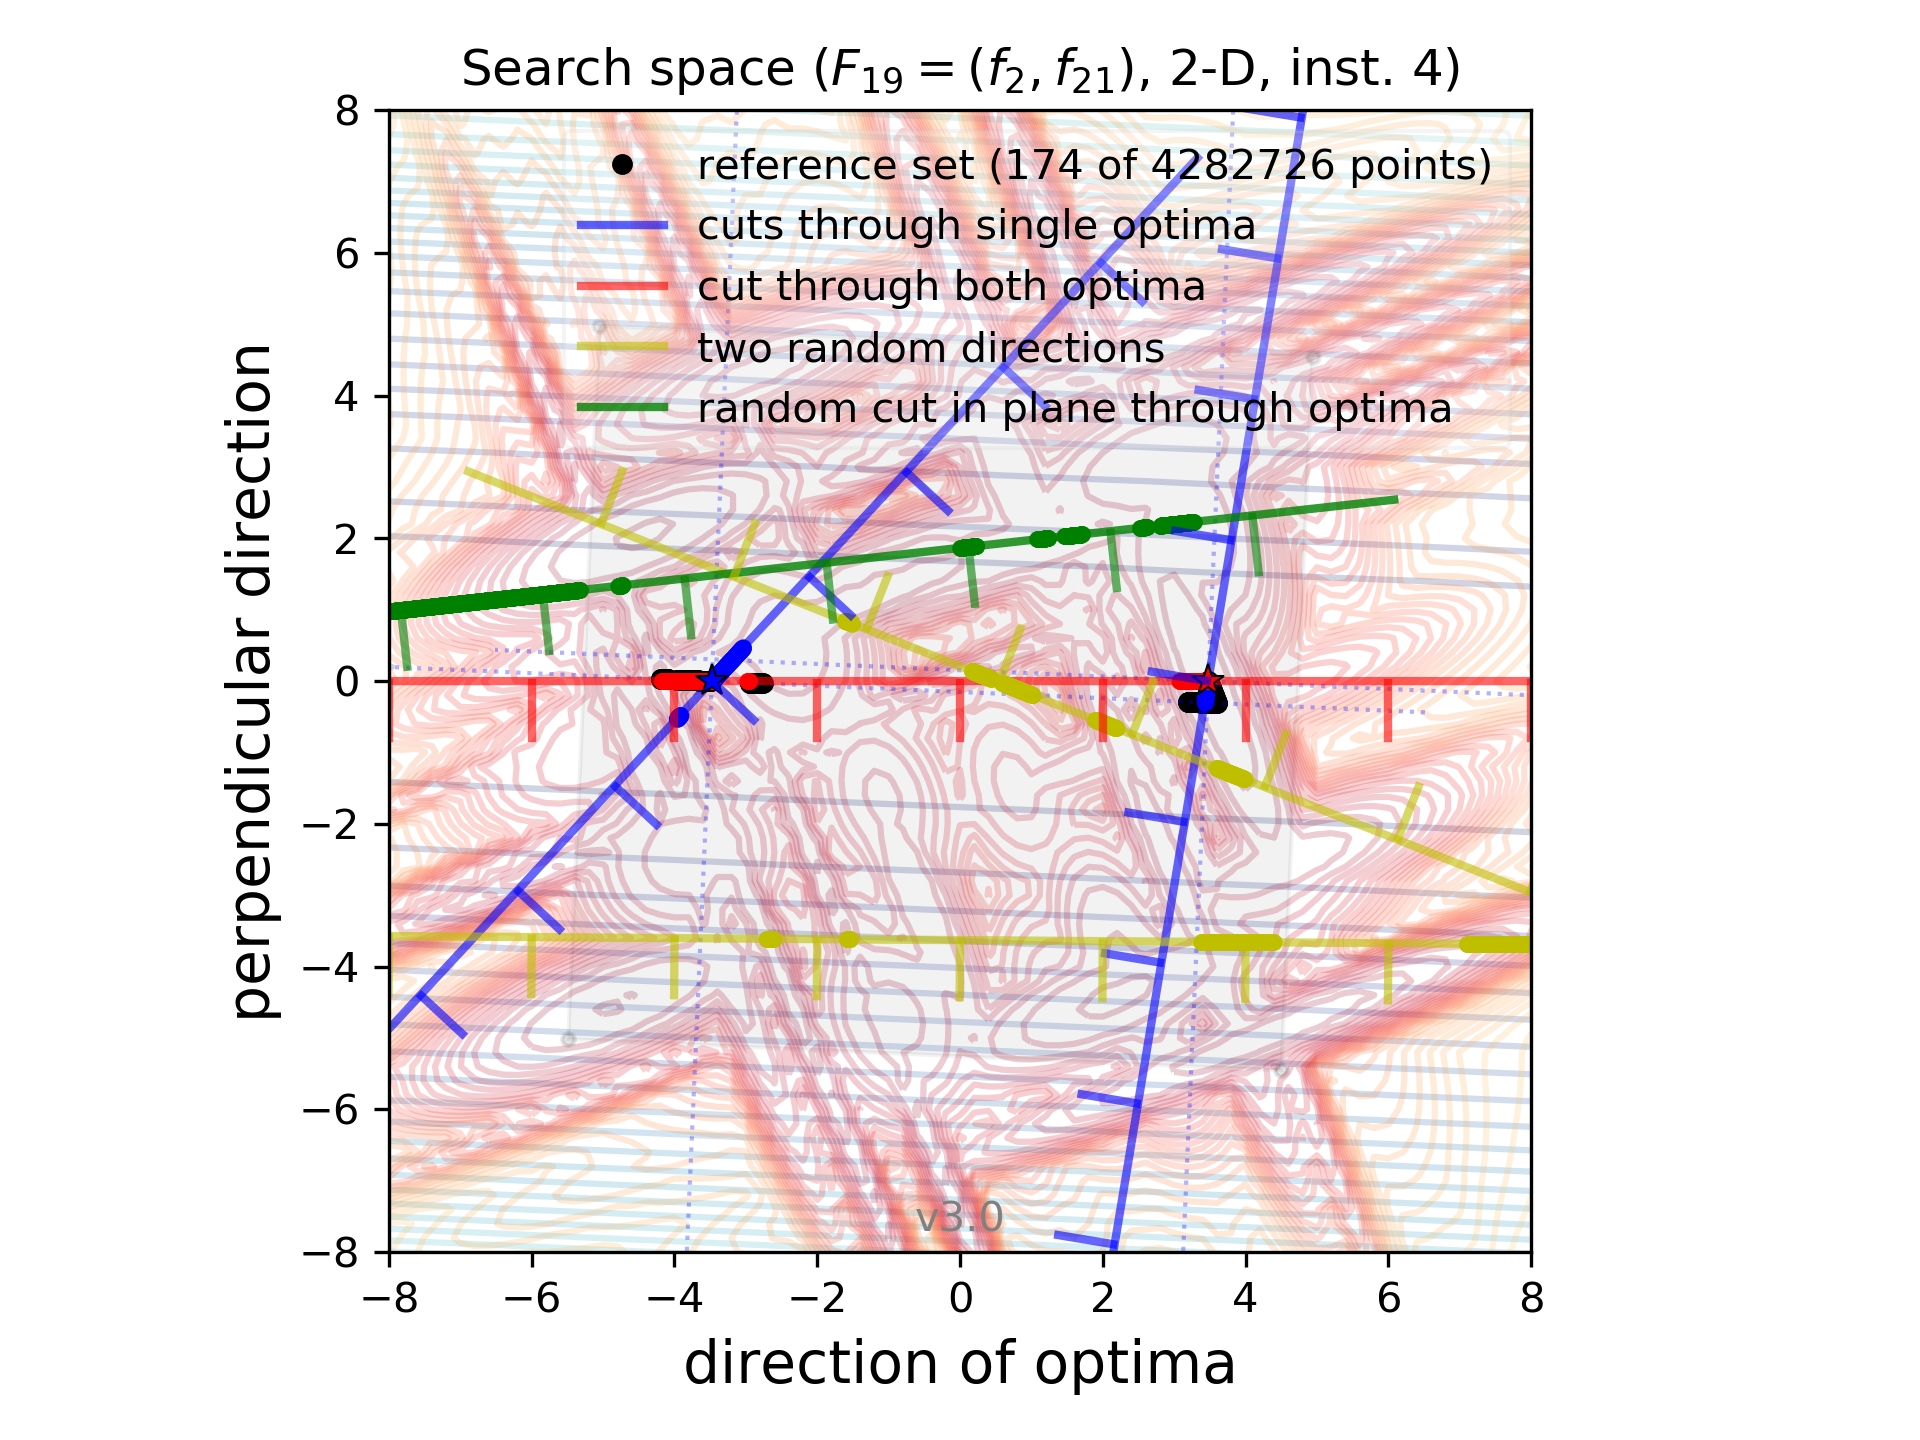 Search space (F19 = (f2, f21), 2-D, inst. 4)
8
6
4
2
0
−2
−4
−6
−8
perpendicular direction
reference set (174 of 4282726 points)
cuts through single optima
cut through both optima
two random directions
random cut in plane through optima
v3.0
−8 −6 −4 −2 0 2 4 6 8
direction of optima